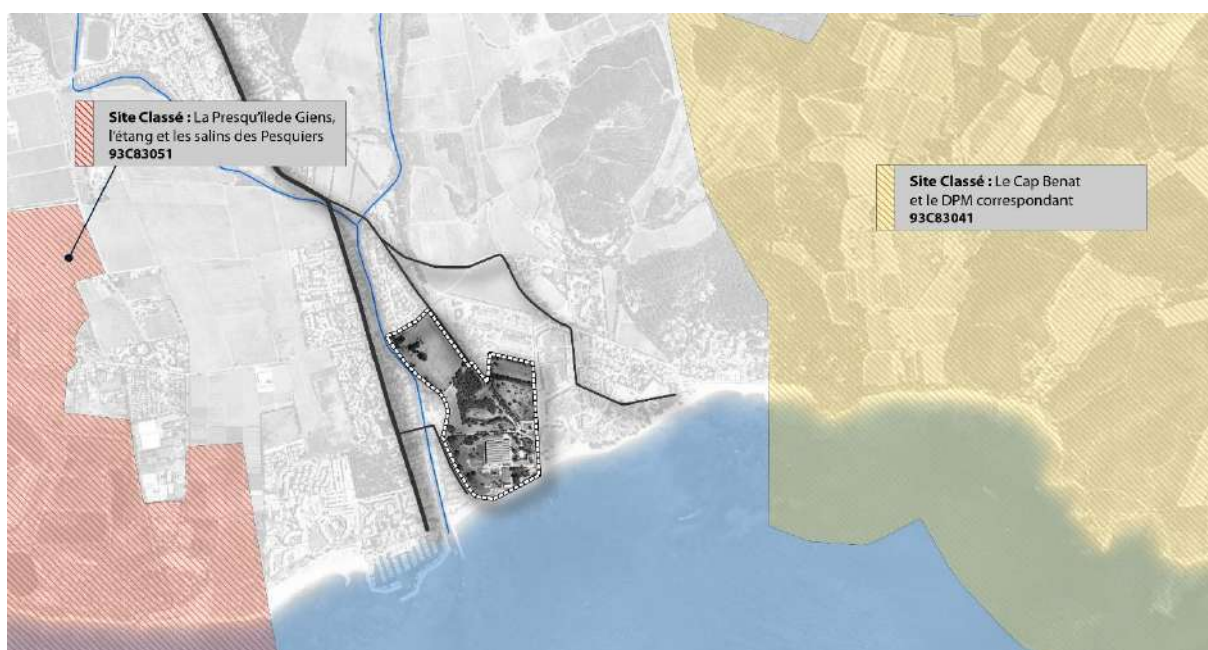 Site Classé : La Presqu'îlede Giens,
l'étang et les salins des Pesquiers
93C83051
Site Classé : Le Cap Benat
et le DPM correspondant
93C83041